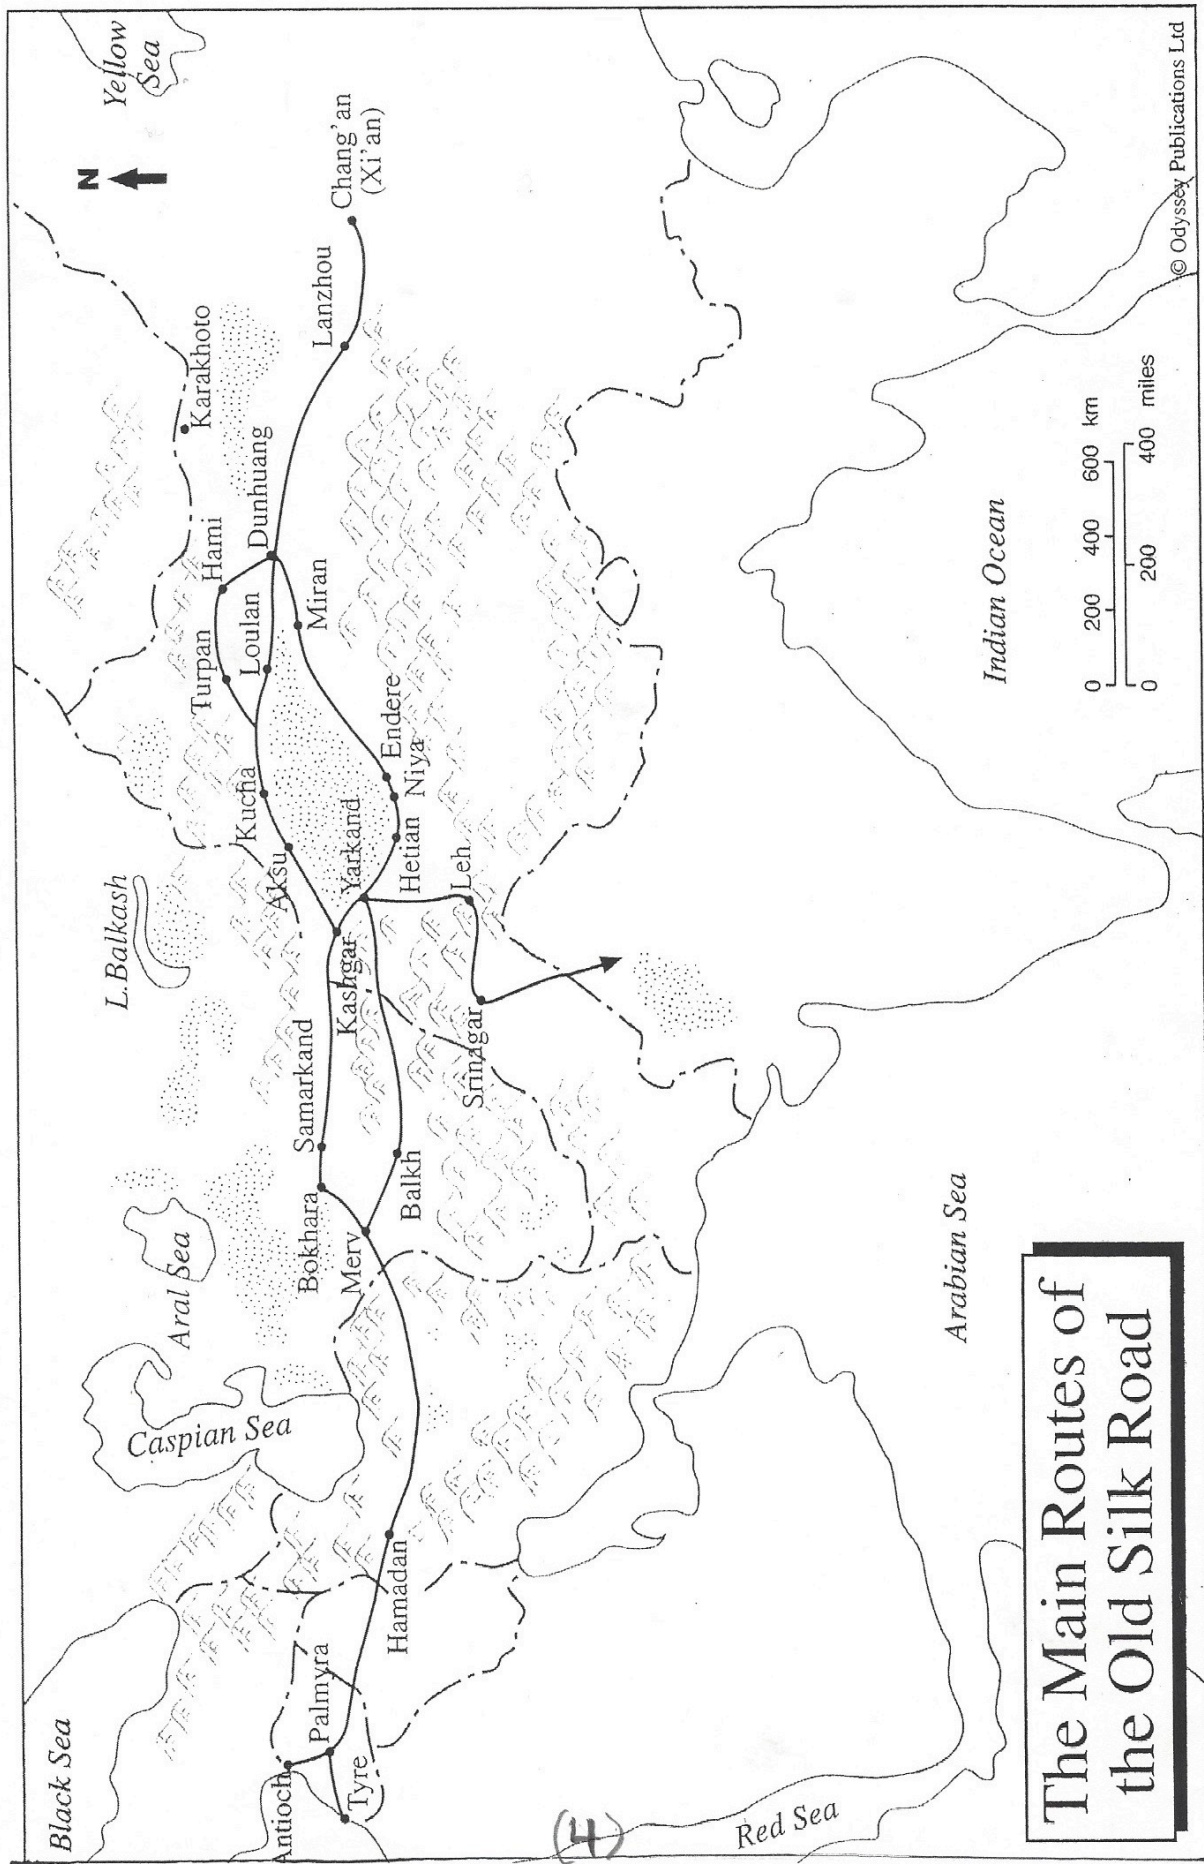 Black Sea
Caspian Sea
Aral Sea
L.Balkash
Yellow
Sea
N
Antioch
Palmyra
Tyre
Hamadan
Bokhara
Merv
Samarkand
Balkh
Kashgar
Srinagar
Leh
Aksu
Yarkand
Hetian
Kucha
Niya
Endere
Turpan
Loulan
Hami
Miran
Dunhuang
Karakhoto
Lanzhou
Chang'an
(Xi'an)
(4)
Red Sea
Arabian Sea
Indian Ocean
0 200 400 600 km
0 200 400 miles
The Main Routes of
the Old Silk Road
© Odyssey Publications Ltd